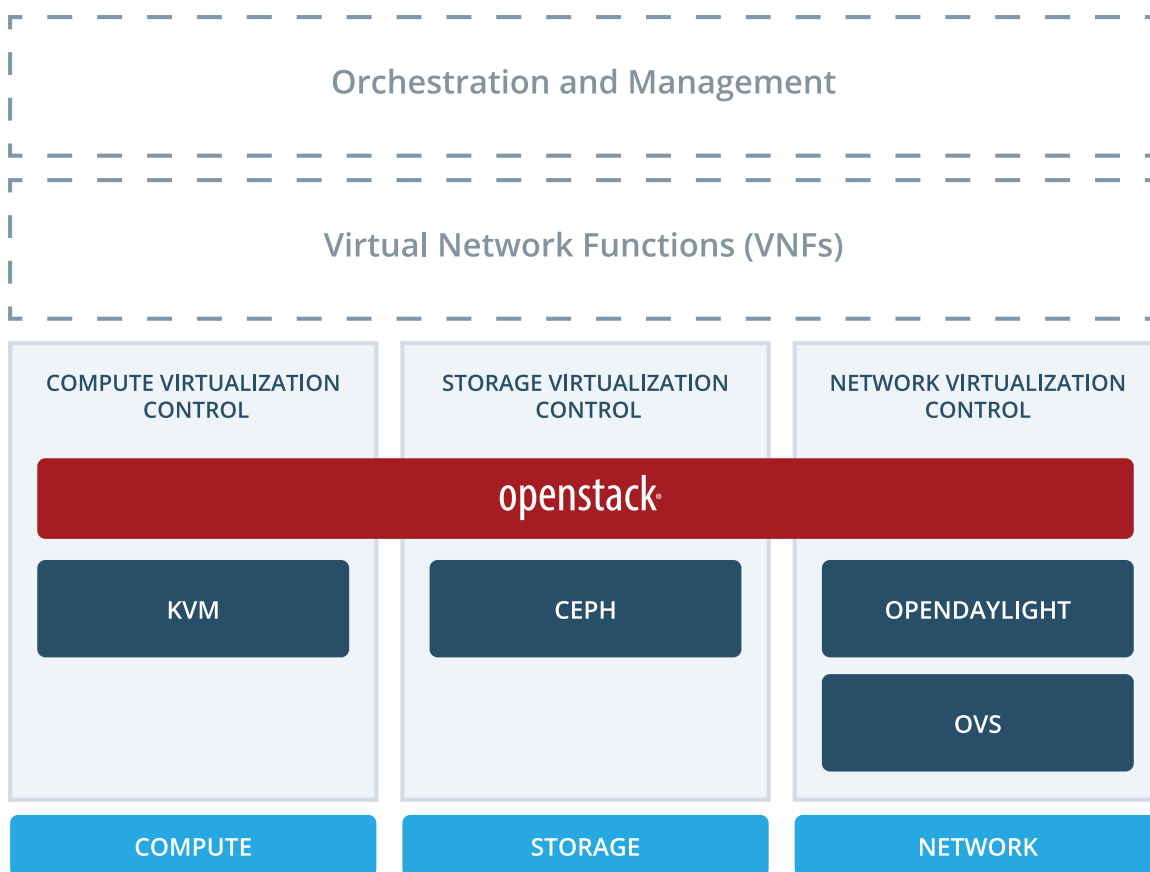 Orchestration and Management
Virtual Network Functions (VNFs)
COMPUTE VIRTUALIZATION
CONTROL
STORAGE VIRTUALIZATION
CONTROL
NETWORK VIRTUALIZATION
CONTROL
openstack®
KVM
CEPH
OPENDAYLIGHT
OVS
COMPUTE
STORAGE
NETWORK